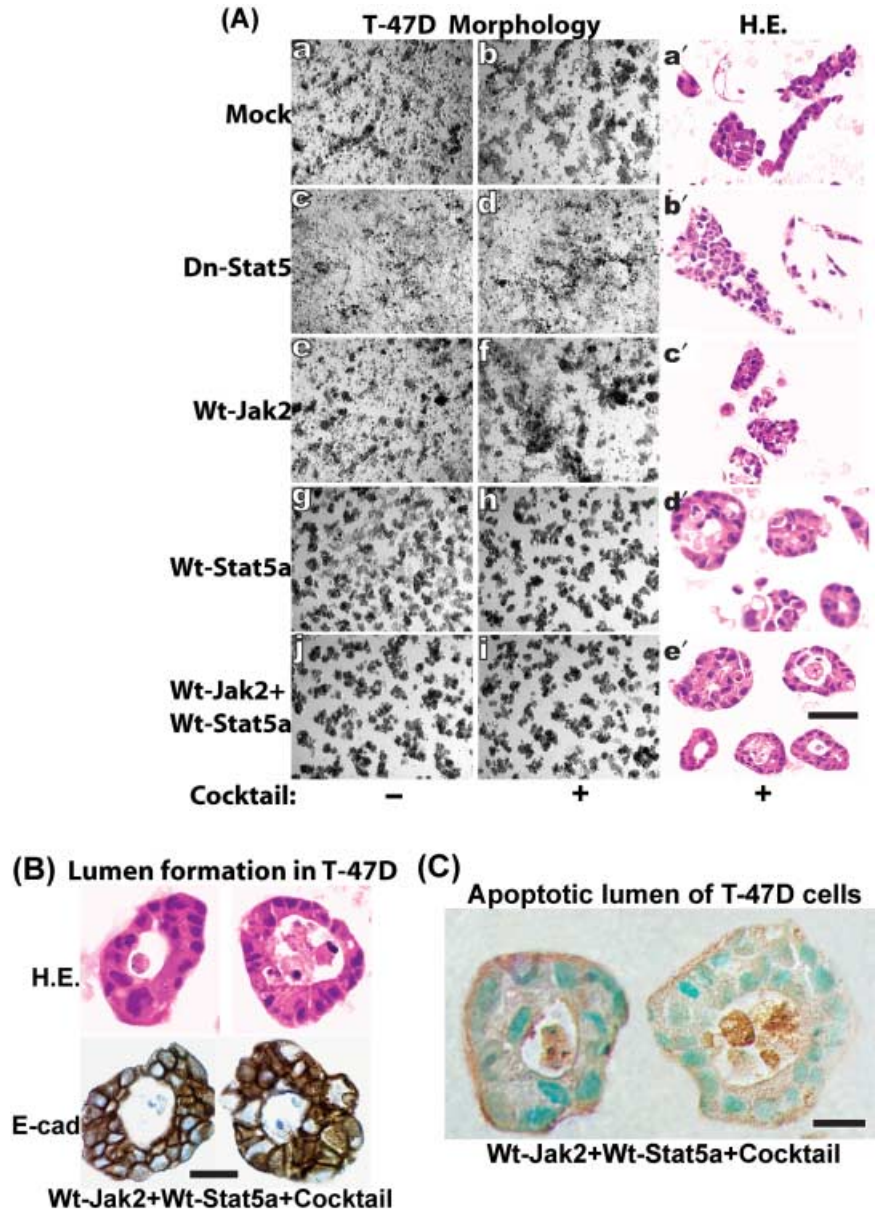 (A)
T-47D Morphology H.E.
a b a′
Mock
c d b′
Dn-Stat5
e f c′
Wt-Jak2
g h d′
Wt-Stat5a
j i e′
Wt-Jak2+
Wt-Stat5a
Cocktail: – + +
(B) Lumen formation in T-47D
H.E.
E-cad
Wt-Jak2+Wt-Stat5a+Cocktail
(C)
Apoptotic lumen of T-47D cells
Wt-Jak2+Wt-Stat5a+Cocktail